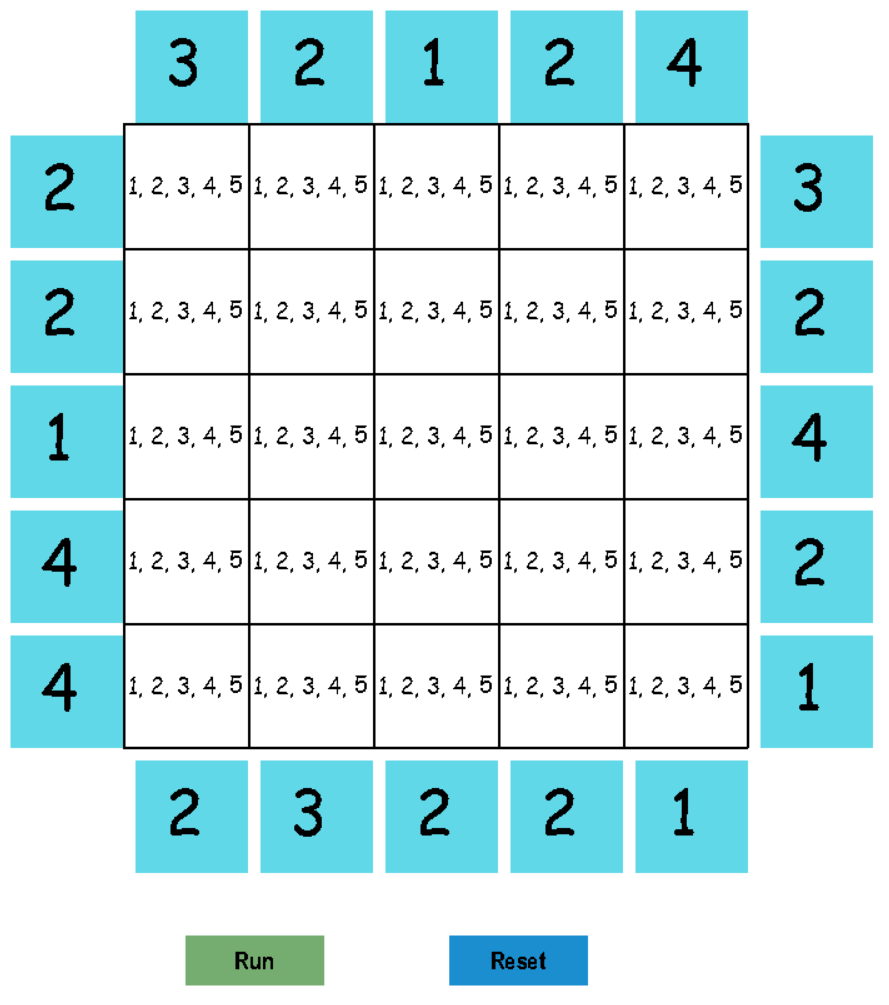 3 2 1 2 4
2 1, 2, 3, 4, 5 1, 2, 3, 4, 5 1, 2, 3, 4, 5 1, 2, 3, 4, 5 1, 2, 3, 4, 5 3
2 1, 2, 3, 4, 5 1, 2, 3, 4, 5 1, 2, 3, 4, 5 1, 2, 3, 4, 5 1, 2, 3, 4, 5 2
1 1, 2, 3, 4, 5 1, 2, 3, 4, 5 1, 2, 3, 4, 5 1, 2, 3, 4, 5 1, 2, 3, 4, 5 4
4 1, 2, 3, 4, 5 1, 2, 3, 4, 5 1, 2, 3, 4, 5 1, 2, 3, 4, 5 1, 2, 3, 4, 5 2
4 1, 2, 3, 4, 5 1, 2, 3, 4, 5 1, 2, 3, 4, 5 1, 2, 3, 4, 5 1, 2, 3, 4, 5 1
2 3 2 2 1
Run Reset